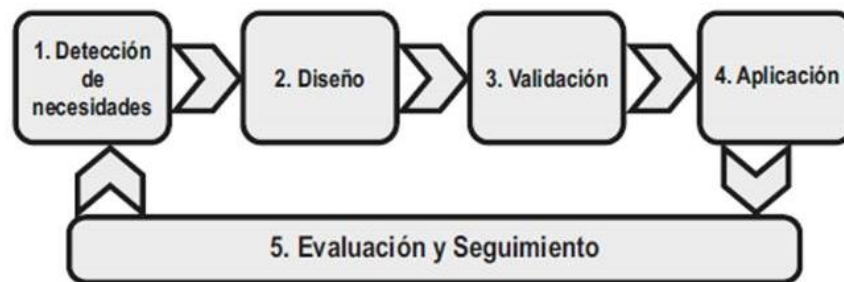 1. Detección
de
necesidades
2. Diseño
3. Validación
4. Aplicación
5. Evaluación y Seguimiento